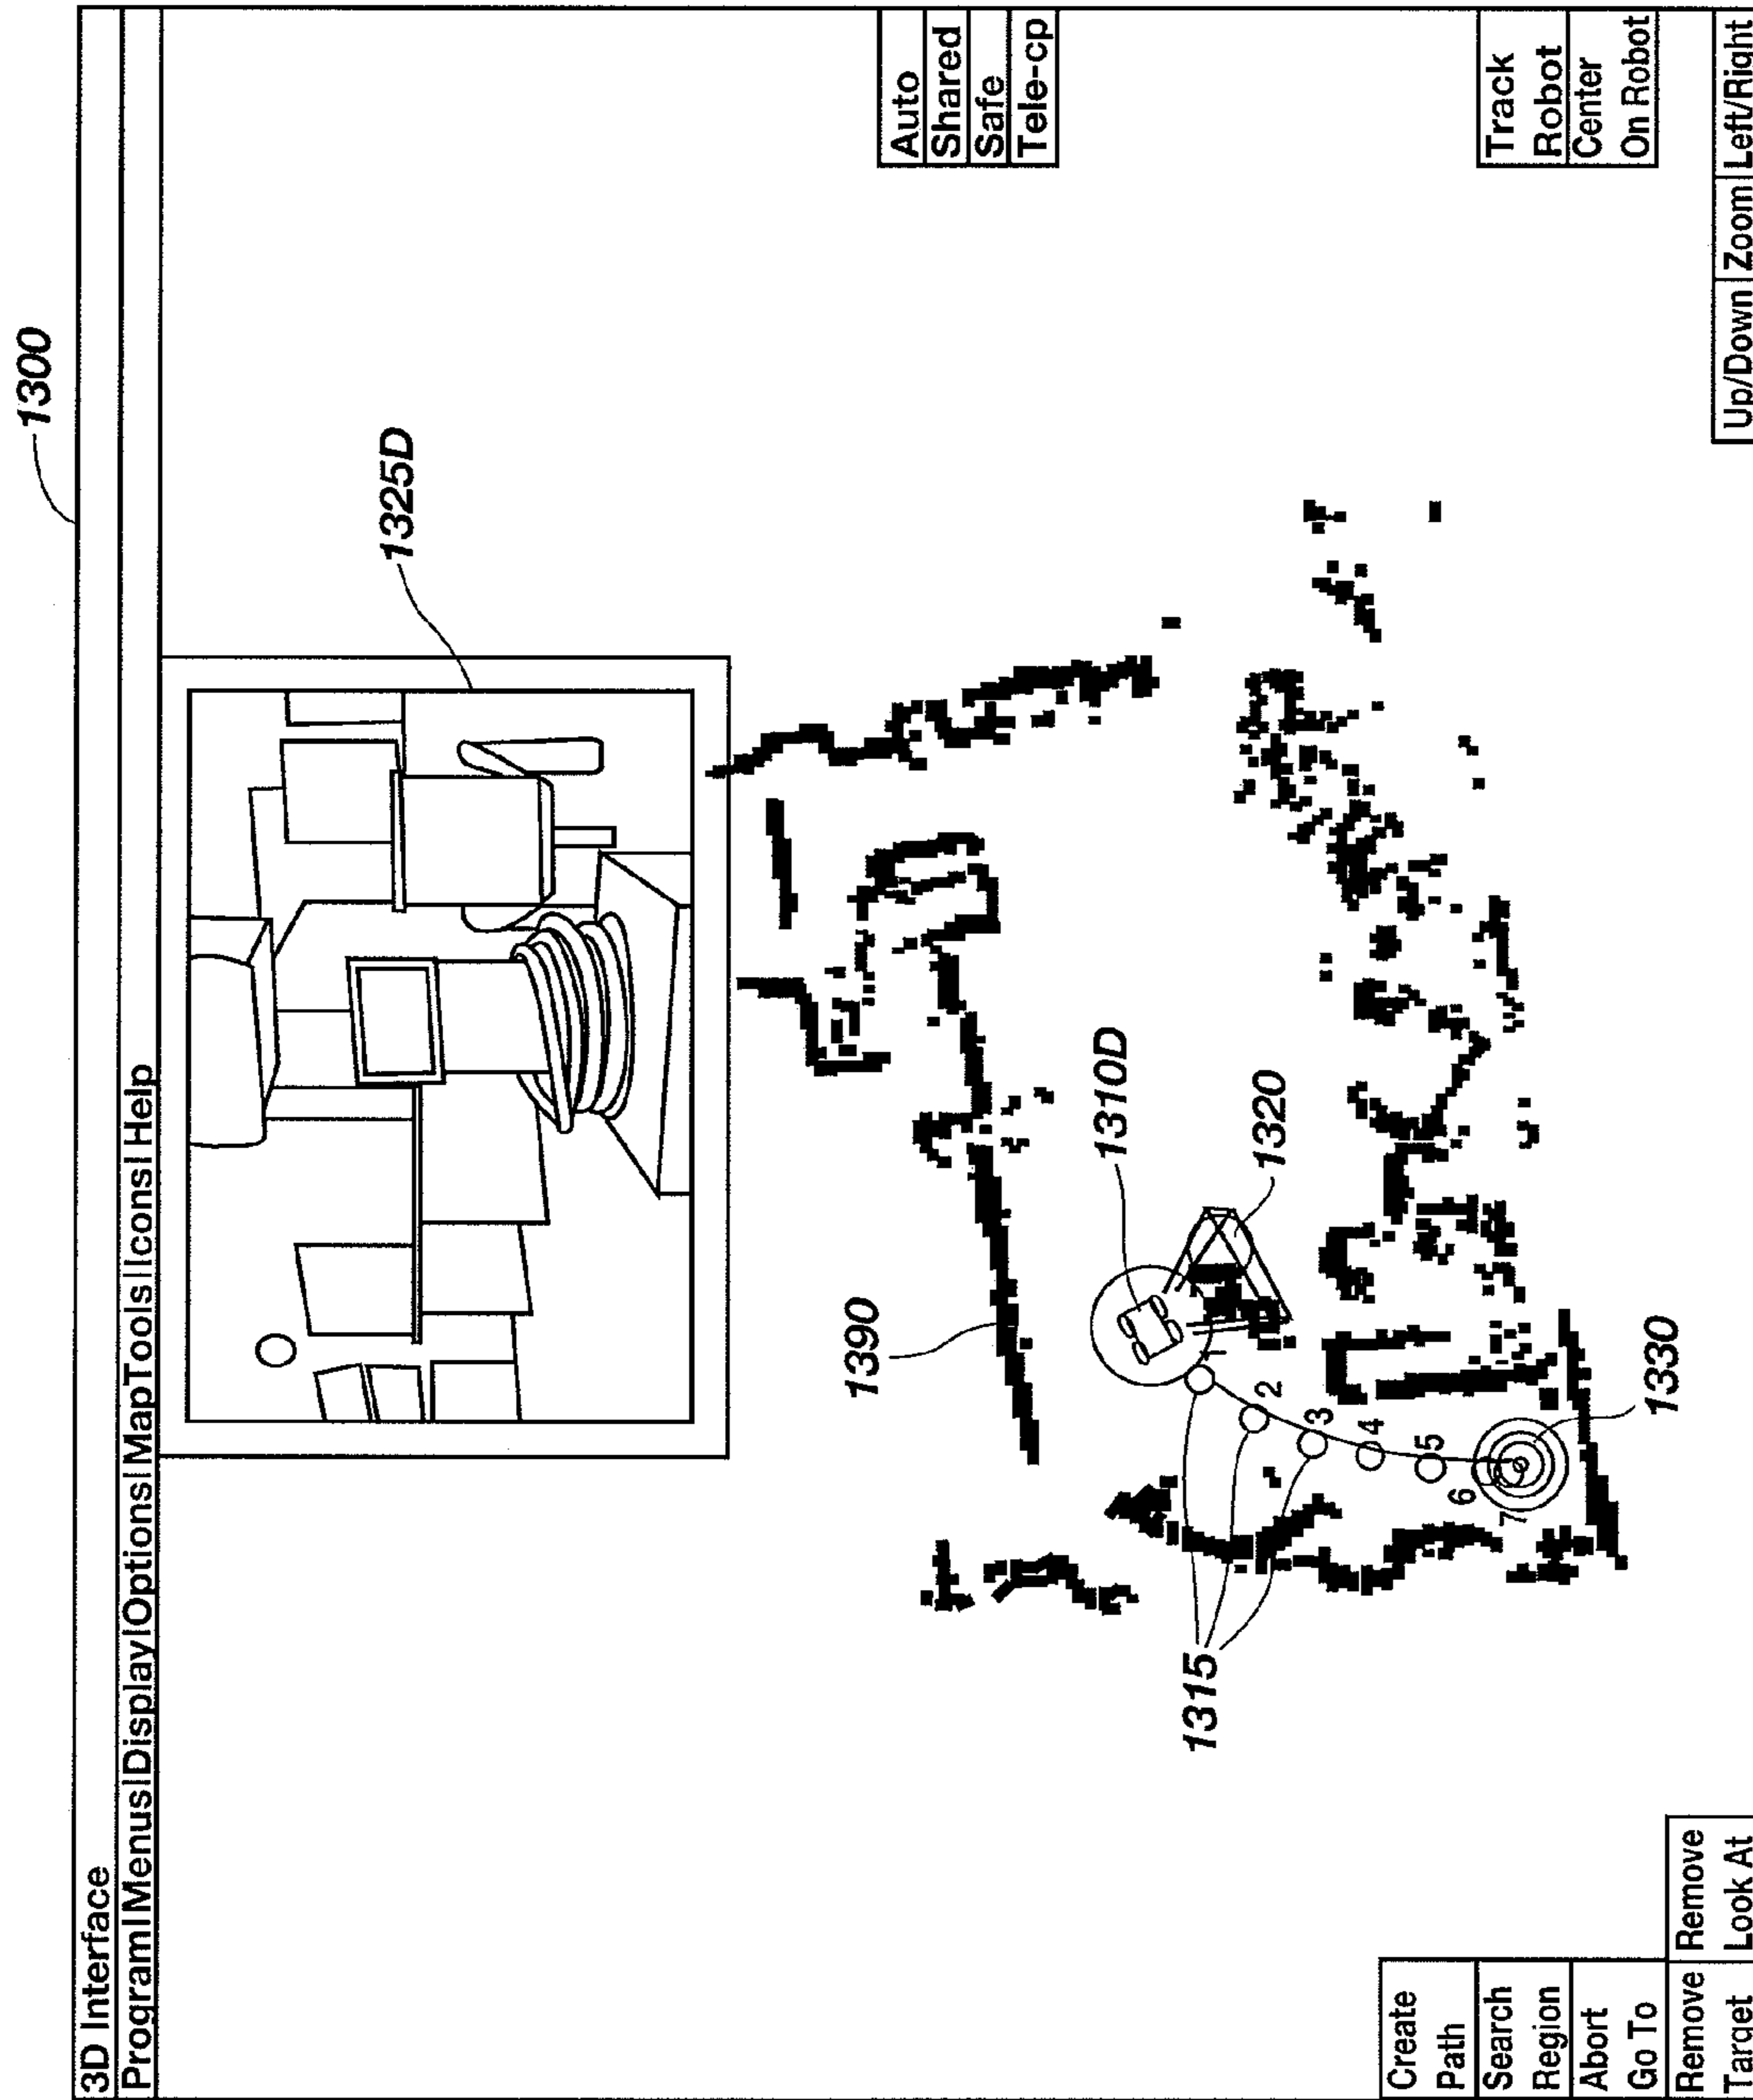 1300
3D Interface
Program|Menus|Display|Options|MapTools|Icons| Help
1325D
1390
1310D
1320
1315
1
2
3
4
5
6
7
1330
Auto
Shared
Safe
Tele-cp
Track
Robot
Center
On Robot
Create
Path
Search
Region
Abort
Go To
Remove Remove
Target Look At
Up/Down Zoom Left/Right